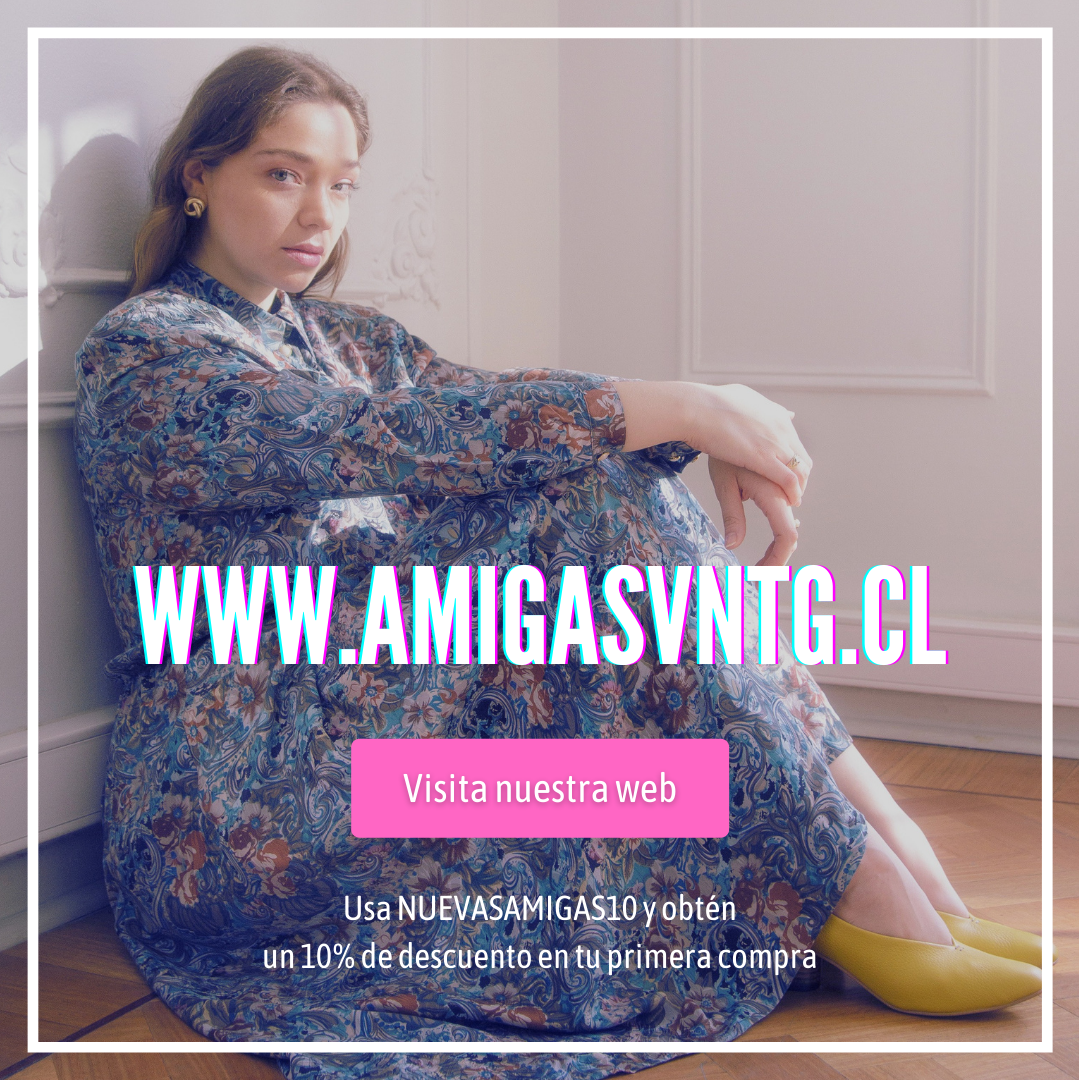 WWW.AMIGASVNTG.CL
Visita nuestra web
Usa NUEVASAMIGAS10 y obtén
un 10% de descuento en tu primera compra